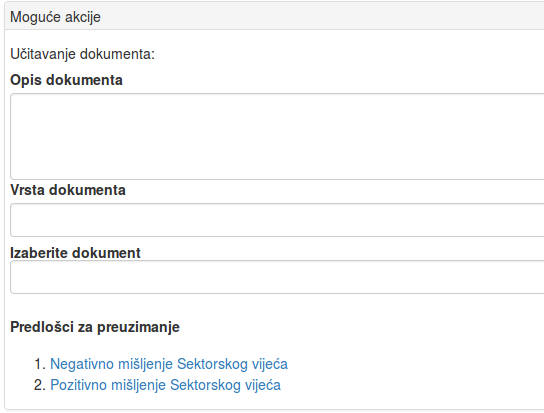 Moguće akcije
Učitavanje dokumenta:
Opis dokumenta
Vrsta dokumenta
Izaberite dokument
Predlošci za preuzimanje
1. Negativno mišljenje Sektorskog vijeća
2. Pozitivno mišljenje Sektorskog vijeća